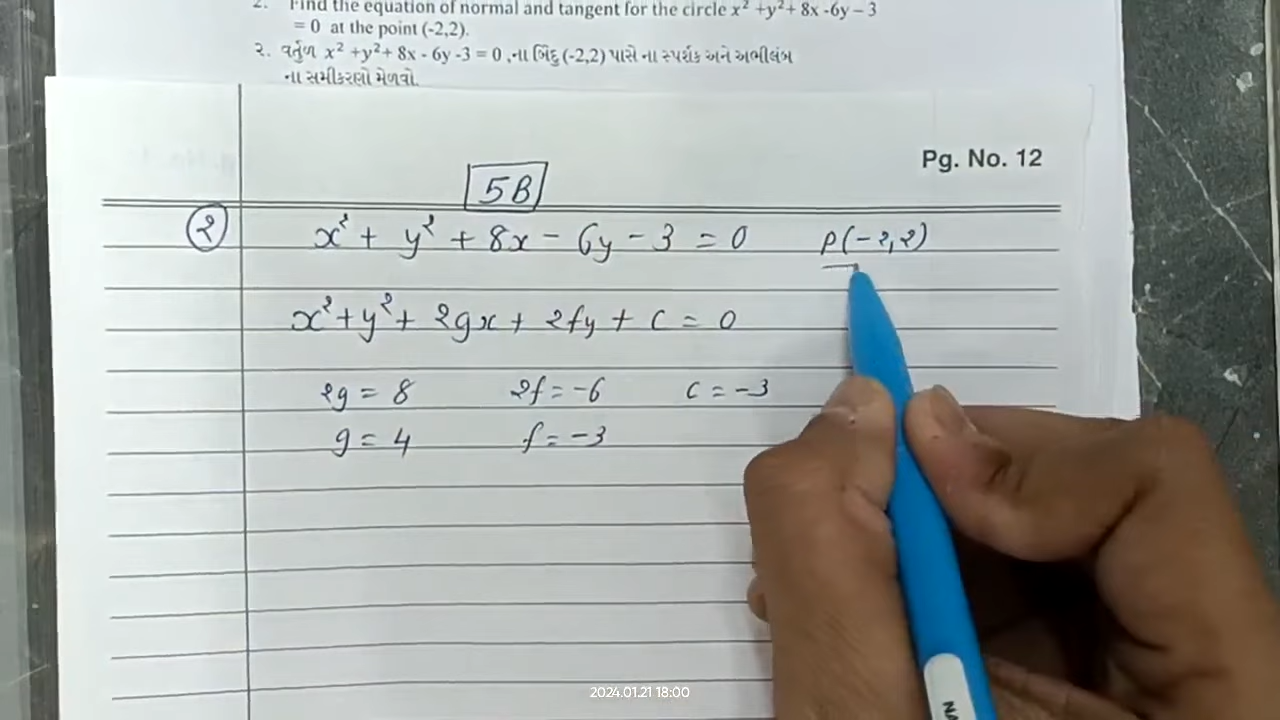 2. Find the equation of normal and tangent for the circle x² +y²+ 8x -6y – 3
= 0 at the point (-2,2).
૨. વર્તુળ x² +y²+ 8x - 6y -3 = 0 ,ના બિંદુ (-2,2) પાસે ના સ્પર્શક અને અભીલંબ
ના સમીકરણો મેળવો.
Pg. No. 12
5B
૨ x² + y² + 8x - 6y - 3 = 0 P(-2,2)
x² + y² + 2gx + 2fy + c = 0
2g = 8 2f = -6 c = -3
g = 4 f = -3
2024.01.21 18:00